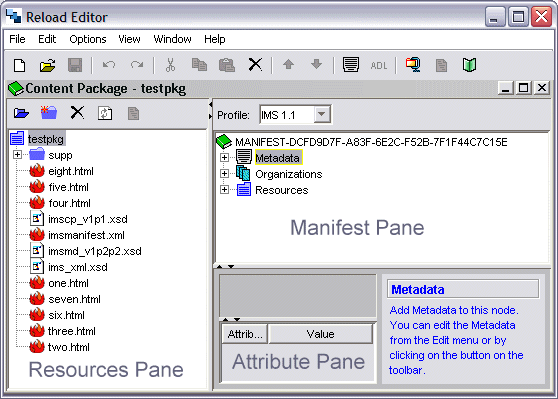 Reload Editor
File Edit Options View Window Help
ADL
Content Package - testpkg
Profile: IMS 1.1
testpkg
supp
eight.html
five.html
four.html
imscp_v1p1.xsd
imsmanifest.xml
imsmd_v1p2p2.xsd
ims_xml.xsd
one.html
seven.html
six.html
three.html
two.html
Resources Pane
MANIFEST-DCFD9D7F-A83F-6E2C-F52B-7F1F44C7C15E
Metadata
Organizations
Resources
Manifest Pane
Attrib... Value
Attribute Pane
Metadata
Add Metadata to this node.
You can edit the Metadata
from the Edit menu or by
clicking on the button on the
toolbar.